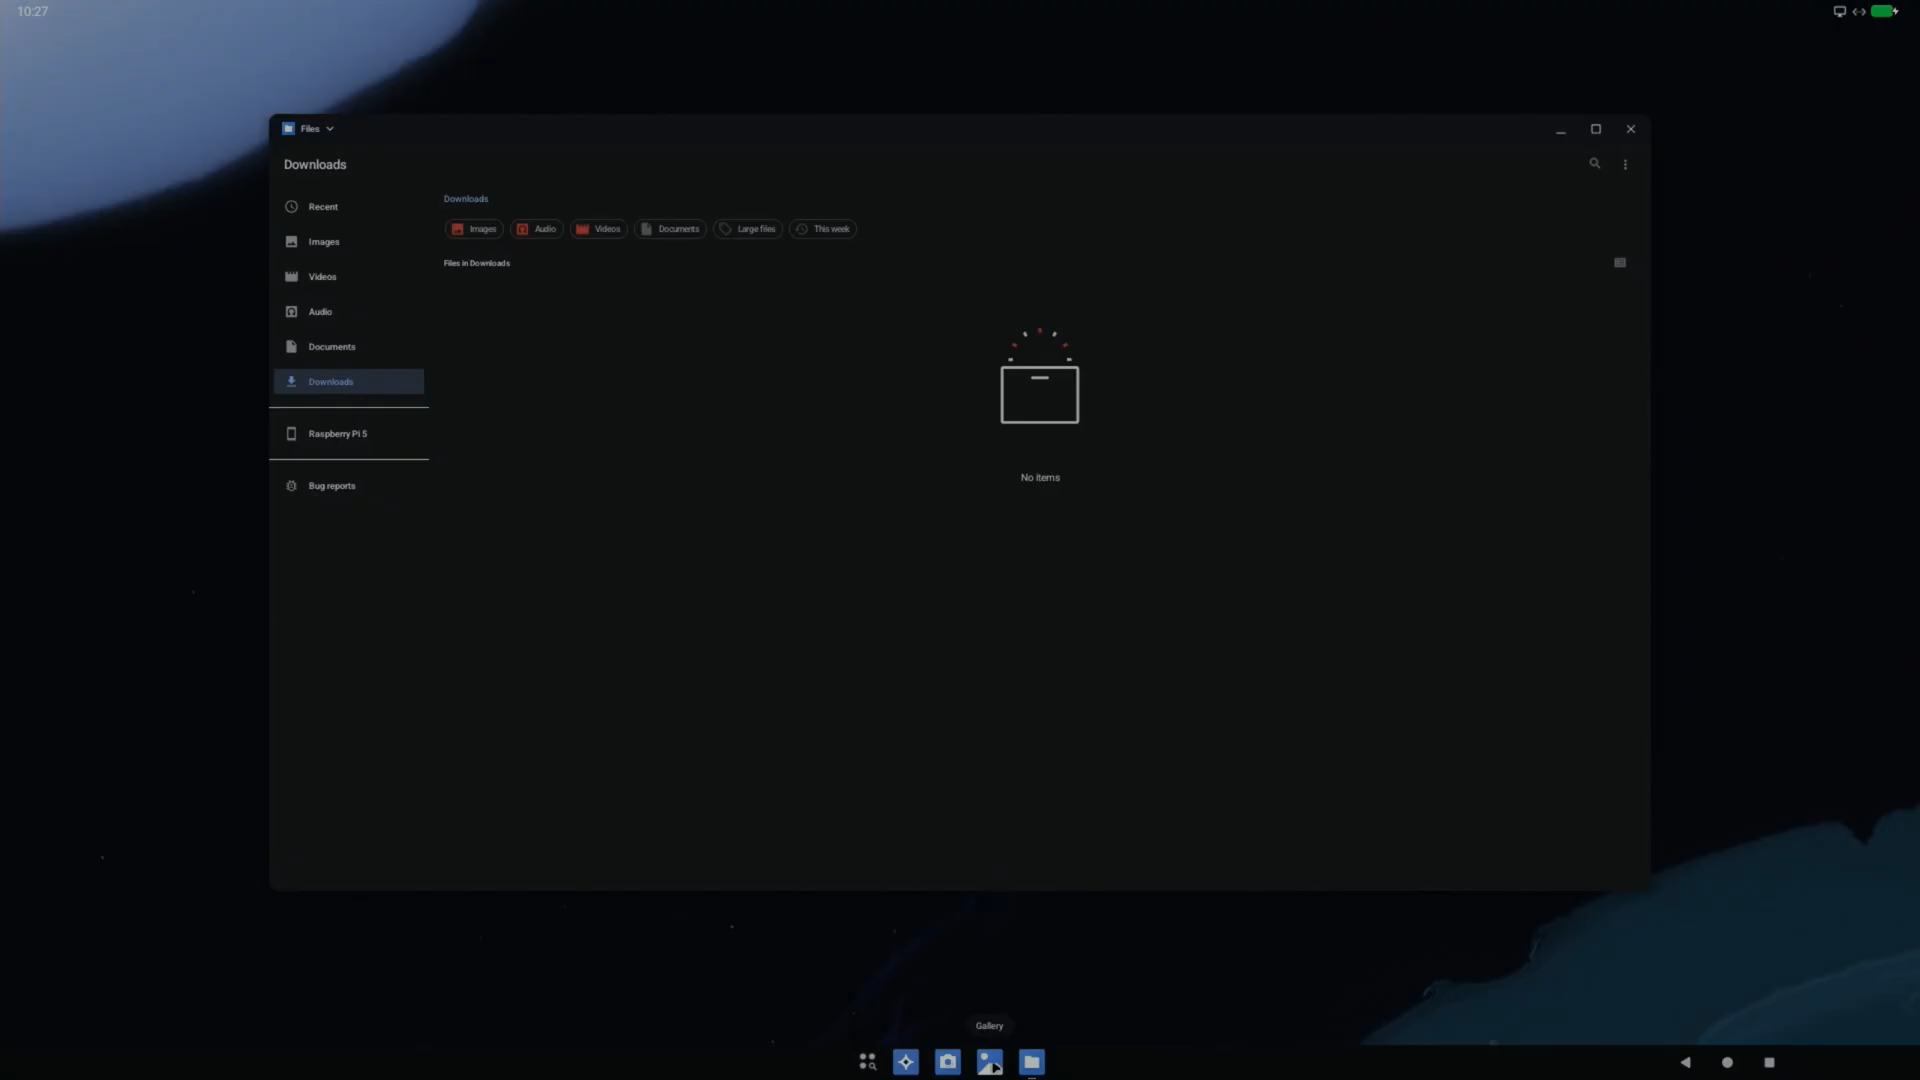 10:27
Files
Downloads
Recent
Images
Videos
Audio
Documents
Downloads
Raspberry Pi 5
Bug reports
Downloads
Images Audio Videos Documents Large files This week
Files in Downloads
No items
Gallery